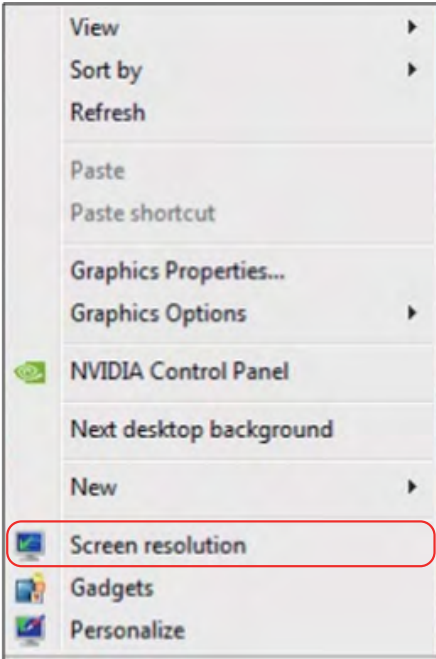 View
Sort by
Refresh
Paste
Paste shortcut
Graphics Properties...
Graphics Options
NVIDIA Control Panel
Next desktop background
New
Screen resolution
Gadgets
Personalize